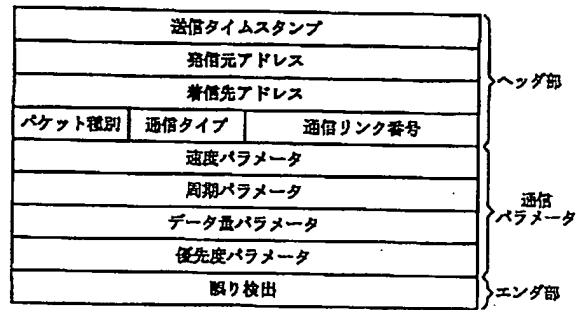 送信タイムスタンプ
発信元アドレス
着信先アドレス
ヘッダ部
パケット種別 通信タイプ 通信リンク番号
速度パラメータ
周期パラメータ
通信
パラメータ
データ量パラメータ
優先度パラメータ
誤り検出
エンダ部